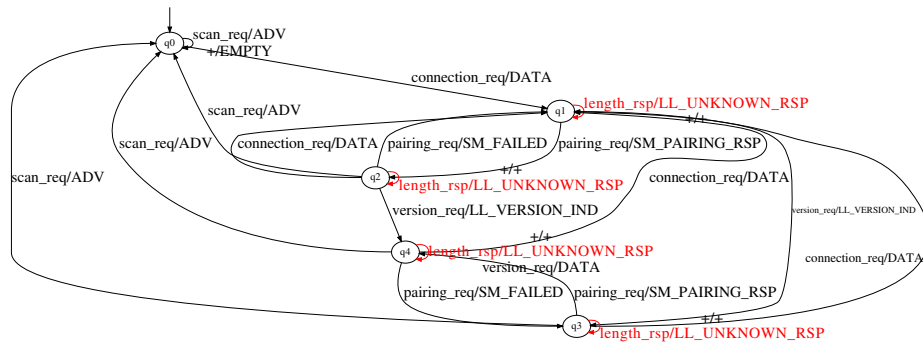 scan_req/ADV
q0
+/EMPTY
connection_req/DATA
length_rsp/LL_UNKNOWN_RSP
scan_req/ADV
q1
+/+
scan_req/ADV
connection_req/DATA
pairing_req/SM_FAILED
pairing_req/SM_PAIRING_RSP
+/+
connection_req/DATA
scan_req/ADV
q2
length_rsp/LL_UNKNOWN_RSP
version_req/LL_VERSION_IND
version_req/LL_VERSION_IND
+/+
q4
length_rsp/LL_UNKNOWN_RSP
connection_req/DATA
version_req/DATA
pairing_req/SM_FAILED
pairing_req/SM_PAIRING_RSP
+/+
q3
length_rsp/LL_UNKNOWN_RSP